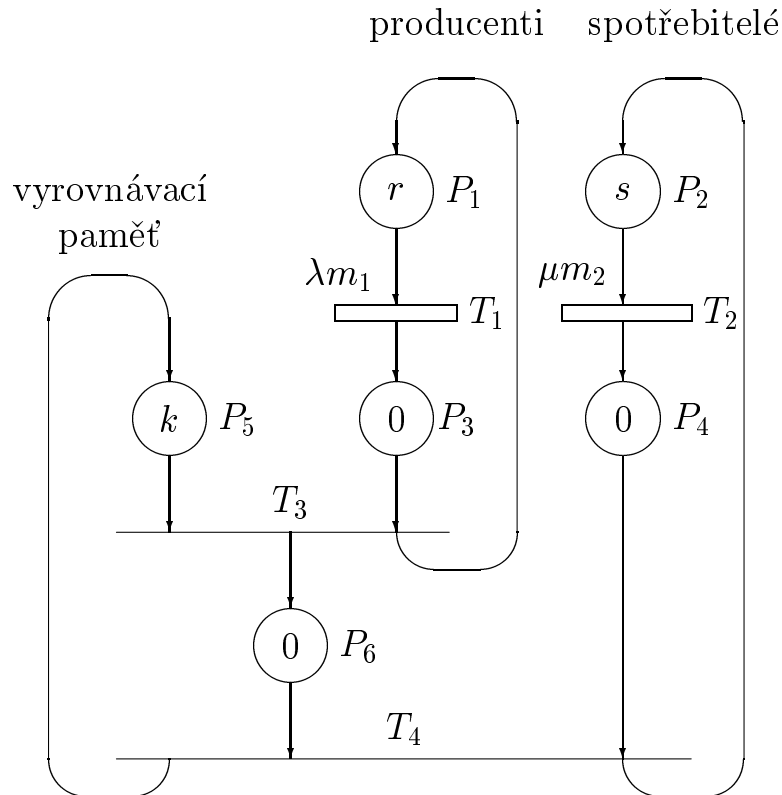 producenti spotřebitelé
r P₁ s P₂
vyrovnávací
paměť
λm₁ μm₂
T₁ T₂
k P₅ 0 P₃ 0 P₄
T₃
0 P₆
T₄